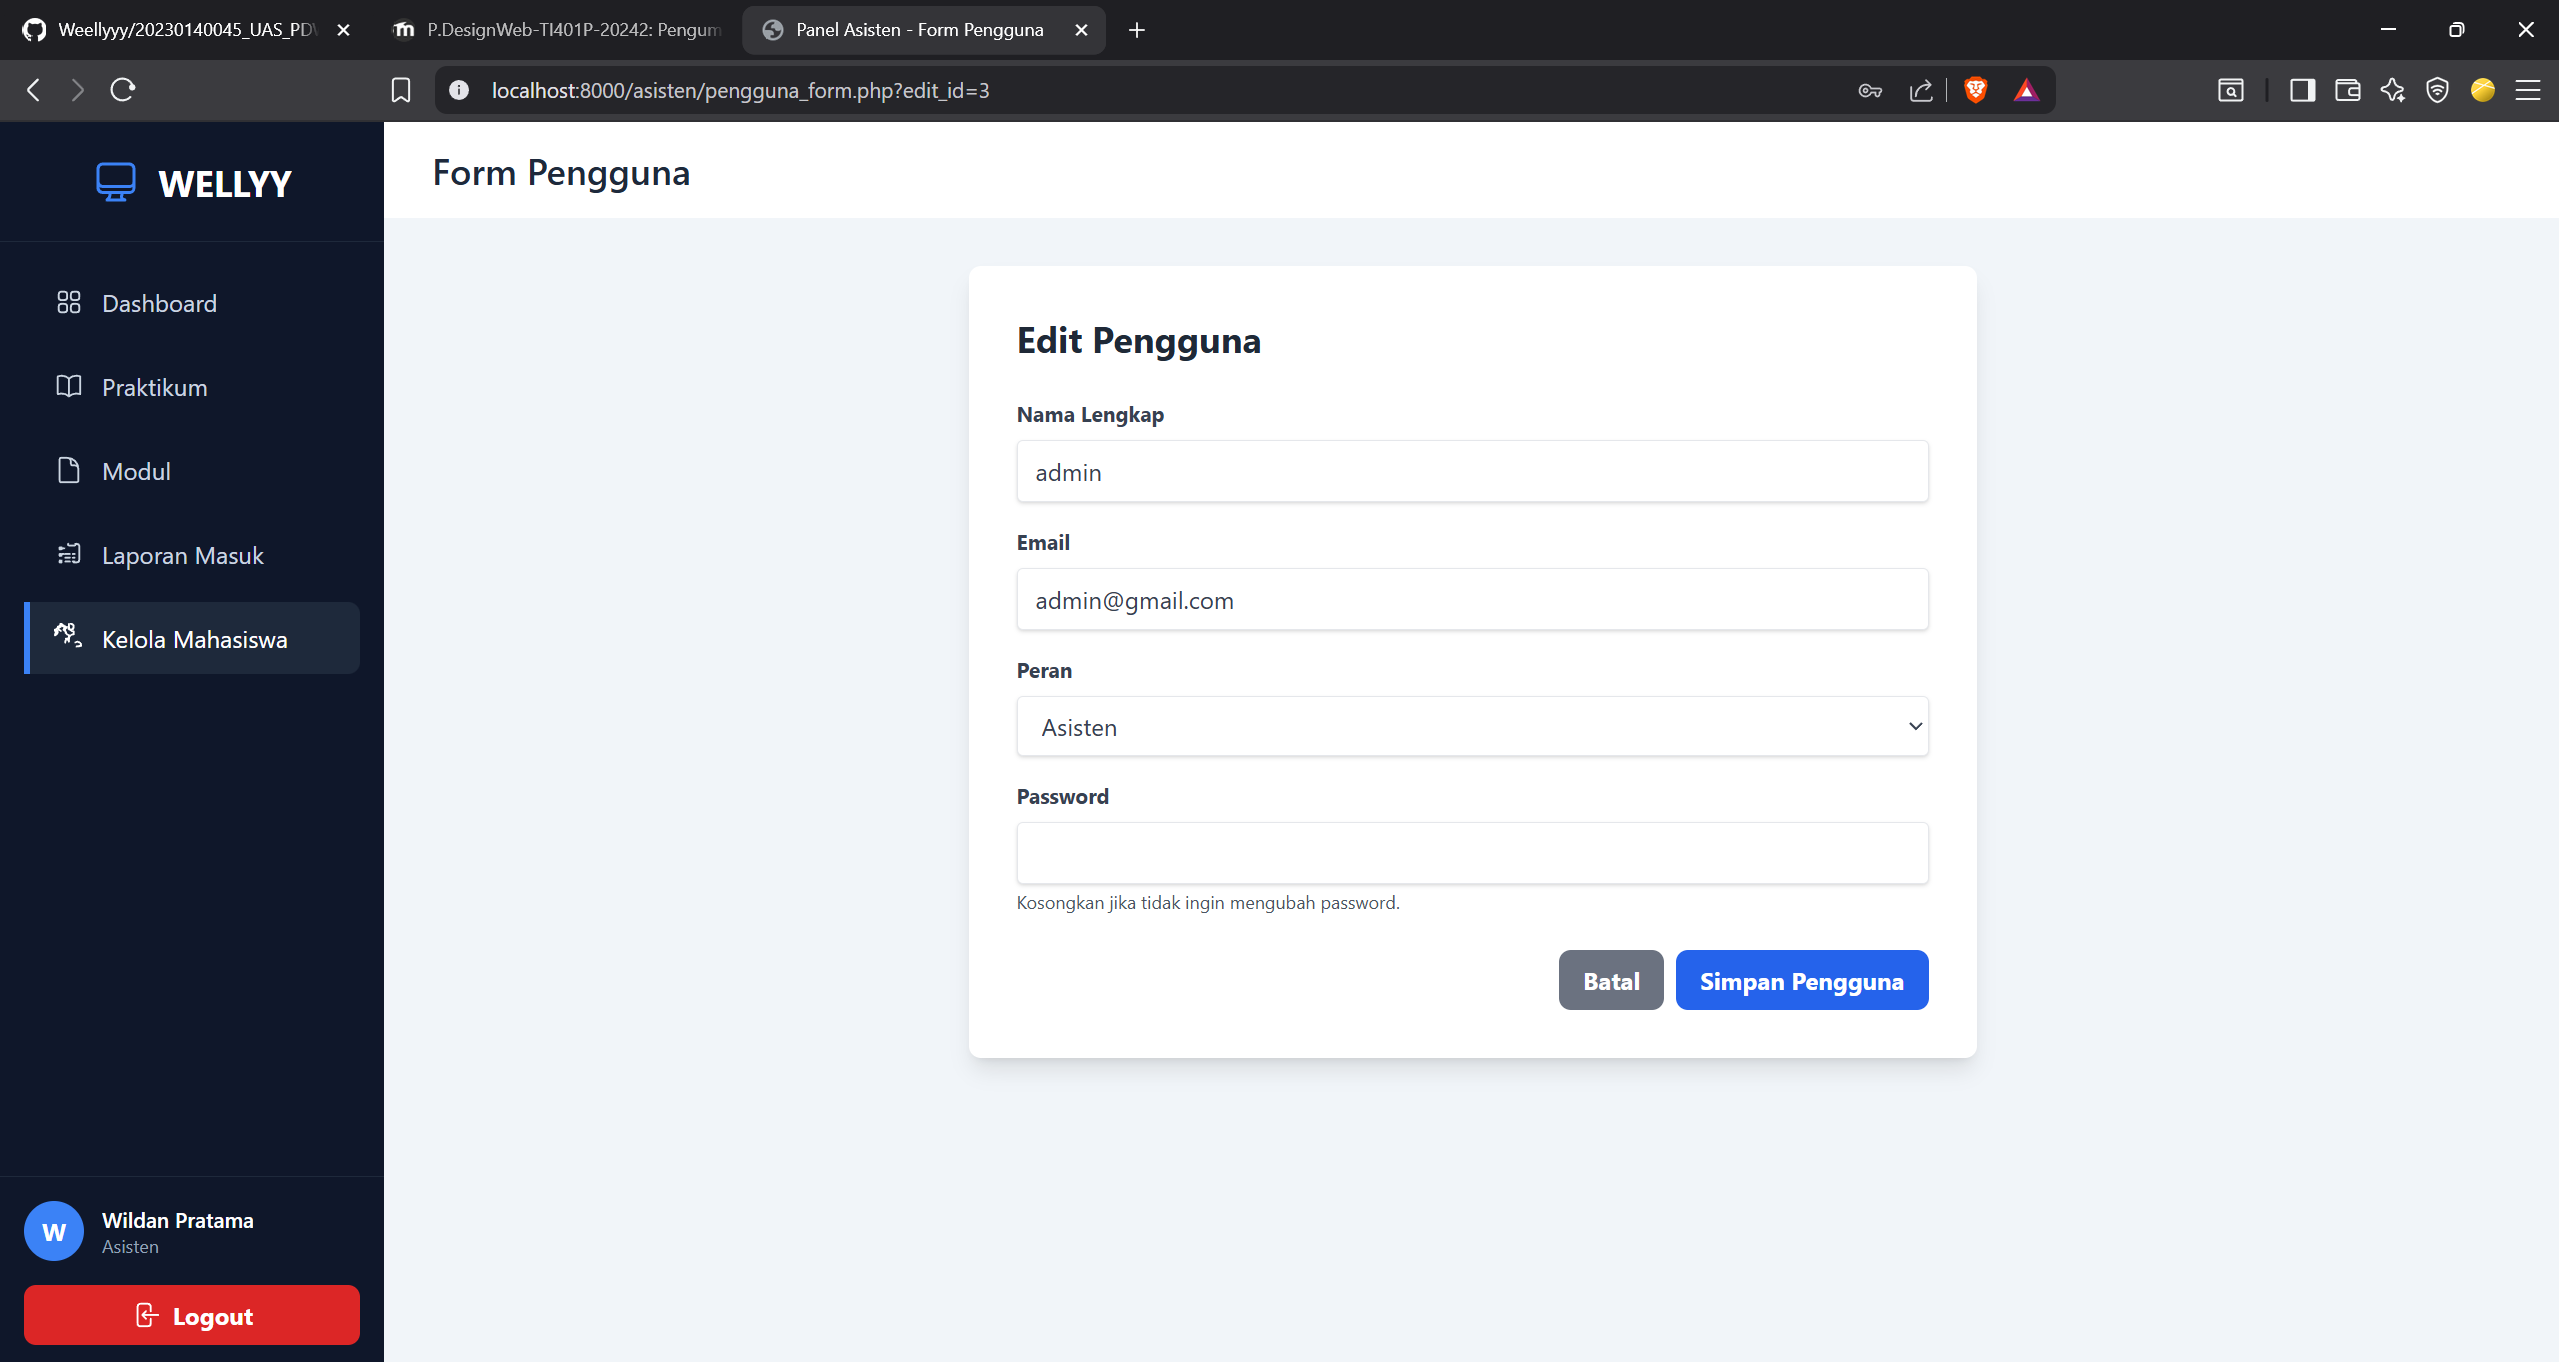 Weellyyy/20230140045_UAS_PD
P.DesignWeb-TI401P-20242: Pengum
Panel Asisten - Form Pengguna
localhost:8000/asisten/pengguna_form.php?edit_id=3
WELLYY
Dashboard
Praktikum
Modul
Laporan Masuk
Kelola Mahasiswa
W
Wildan Pratama
Asisten
Logout
Form Pengguna
Edit Pengguna
Nama Lengkap
admin
Email
admin@gmail.com
Peran
Asisten
Password
Kosongkan jika tidak ingin mengubah password.
Batal
Simpan Pengguna